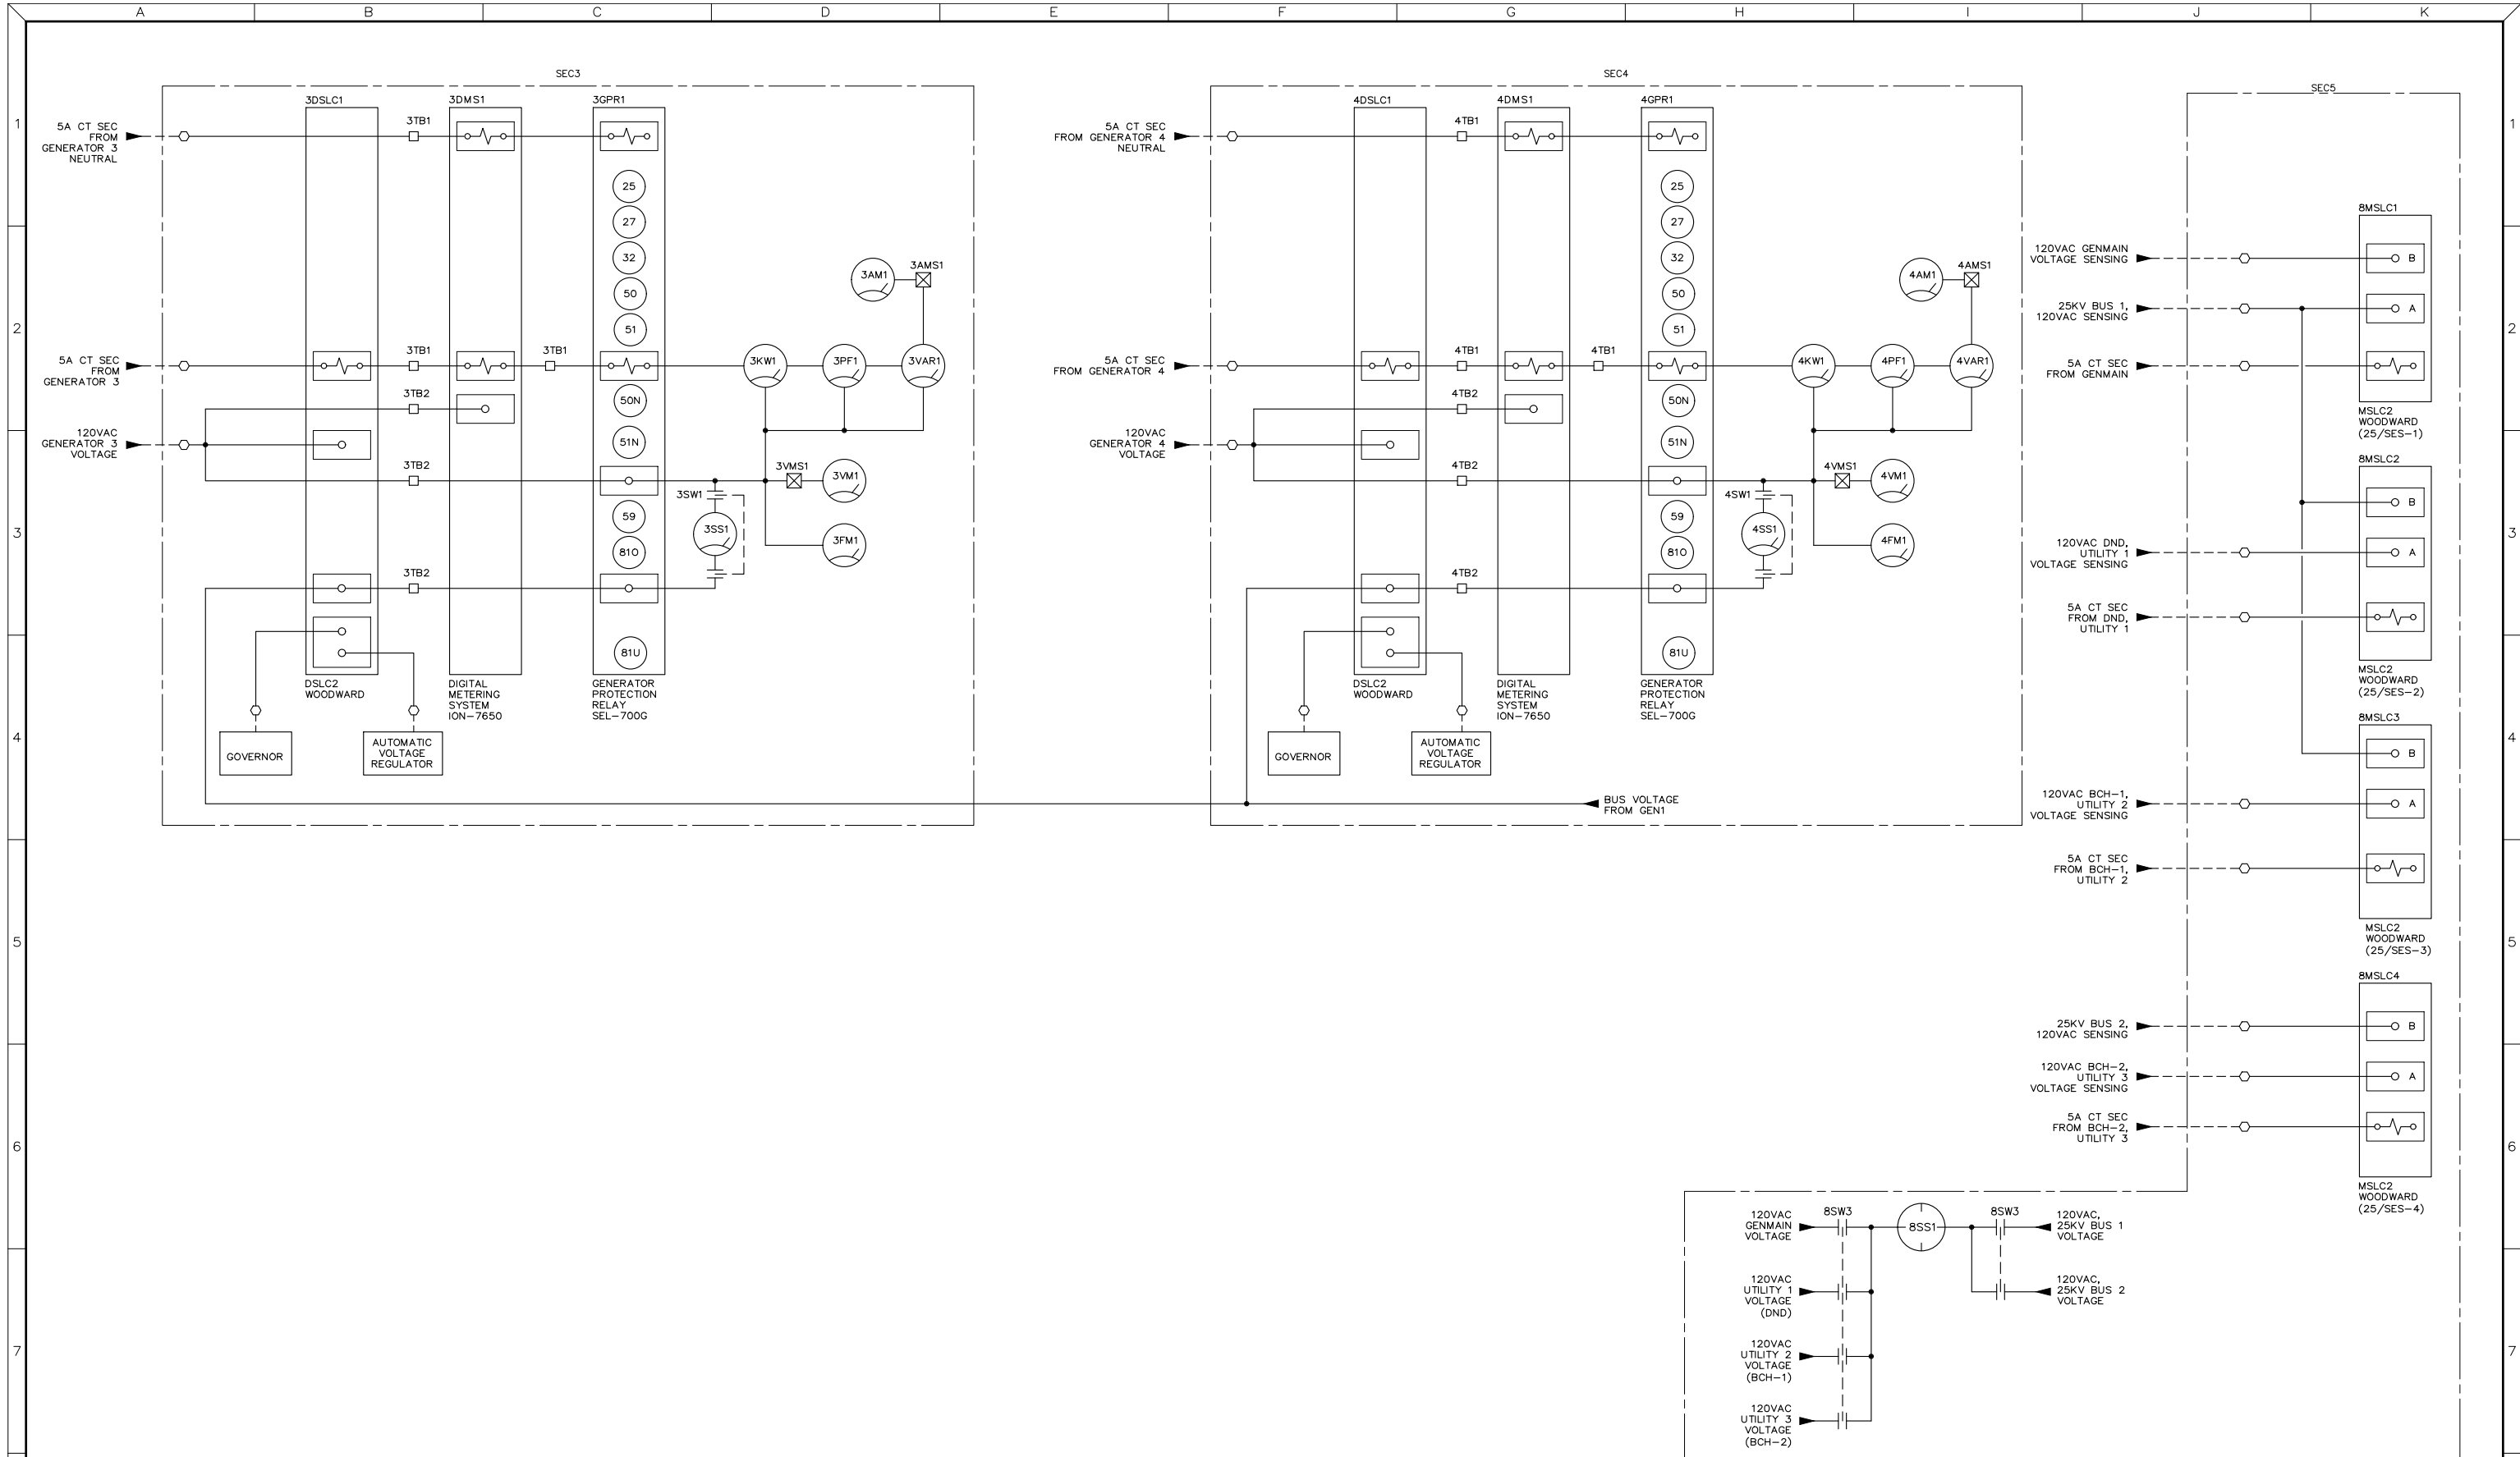 A
B
C
D
E
F
G
H
I
J
K
1
2
3
4
5
6
7
SEC3
3DSLC1
3DMS1
3GPR1
5A CT SEC
FROM
GENERATOR 3
NEUTRAL
3TB1
25
27
32
50
51
3AM1
3AMS1
5A CT SEC
FROM
GENERATOR 3
3TB1
3TB1
3KW1
3PF1
3VAR1
3TB2
50N
120VAC
GENERATOR 3
VOLTAGE
51N
3TB2
3VMS1
3VM1
3SW1
59
3SS1
3FM1
81O
3TB2
81U
DSLC2
WOODWARD
DIGITAL
METERING
SYSTEM
ION-7650
GENERATOR
PROTECTION
RELAY
SEL-700G
GOVERNOR
AUTOMATIC
VOLTAGE
REGULATOR
SEC4
4DSLC1
4DMS1
4GPR1
5A CT SEC
FROM GENERATOR 4
NEUTRAL
4TB1
25
27
32
50
51
4AM1
4AMS1
5A CT SEC
FROM GENERATOR 4
4TB1
4TB1
4KW1
4PF1
4VAR1
4TB2
50N
120VAC
GENERATOR 4
VOLTAGE
51N
4TB2
4VMS1
4VM1
4SW1
59
4SS1
4FM1
81O
4TB2
81U
DSLC2
WOODWARD
DIGITAL
METERING
SYSTEM
ION-7650
GENERATOR
PROTECTION
RELAY
SEL-700G
GOVERNOR
AUTOMATIC
VOLTAGE
REGULATOR
BUS VOLTAGE
FROM GEN1
SEC5
8MSLC1
120VAC GENMAIN
VOLTAGE SENSING
B
25KV BUS 1,
120VAC SENSING
A
5A CT SEC
FROM GENMAIN
MSLC2
WOODWARD
(25/SES-1)
8MSLC2
B
120VAC DND,
UTILITY 1
VOLTAGE SENSING
A
5A CT SEC
FROM DND,
UTILITY 1
MSLC2
WOODWARD
(25/SES-2)
8MSLC3
B
120VAC BCH-1,
UTILITY 2
VOLTAGE SENSING
A
5A CT SEC
FROM BCH-1,
UTILITY 2
MSLC2
WOODWARD
(25/SES-3)
8MSLC4
25KV BUS 2,
120VAC SENSING
B
120VAC BCH-2,
UTILITY 3
VOLTAGE SENSING
A
5A CT SEC
FROM BCH-2,
UTILITY 3
MSLC2
WOODWARD
(25/SES-4)
120VAC
GENMAIN
VOLTAGE
8SW3
8SS1
8SW3
120VAC,
25KV BUS 1
VOLTAGE
120VAC
UTILITY 1
VOLTAGE
(DND)
120VAC,
25KV BUS 2
VOLTAGE
120VAC
UTILITY 2
VOLTAGE
(BCH-1)
120VAC
UTILITY 3
VOLTAGE
(BCH-2)
1
2
3
4
5
6
7